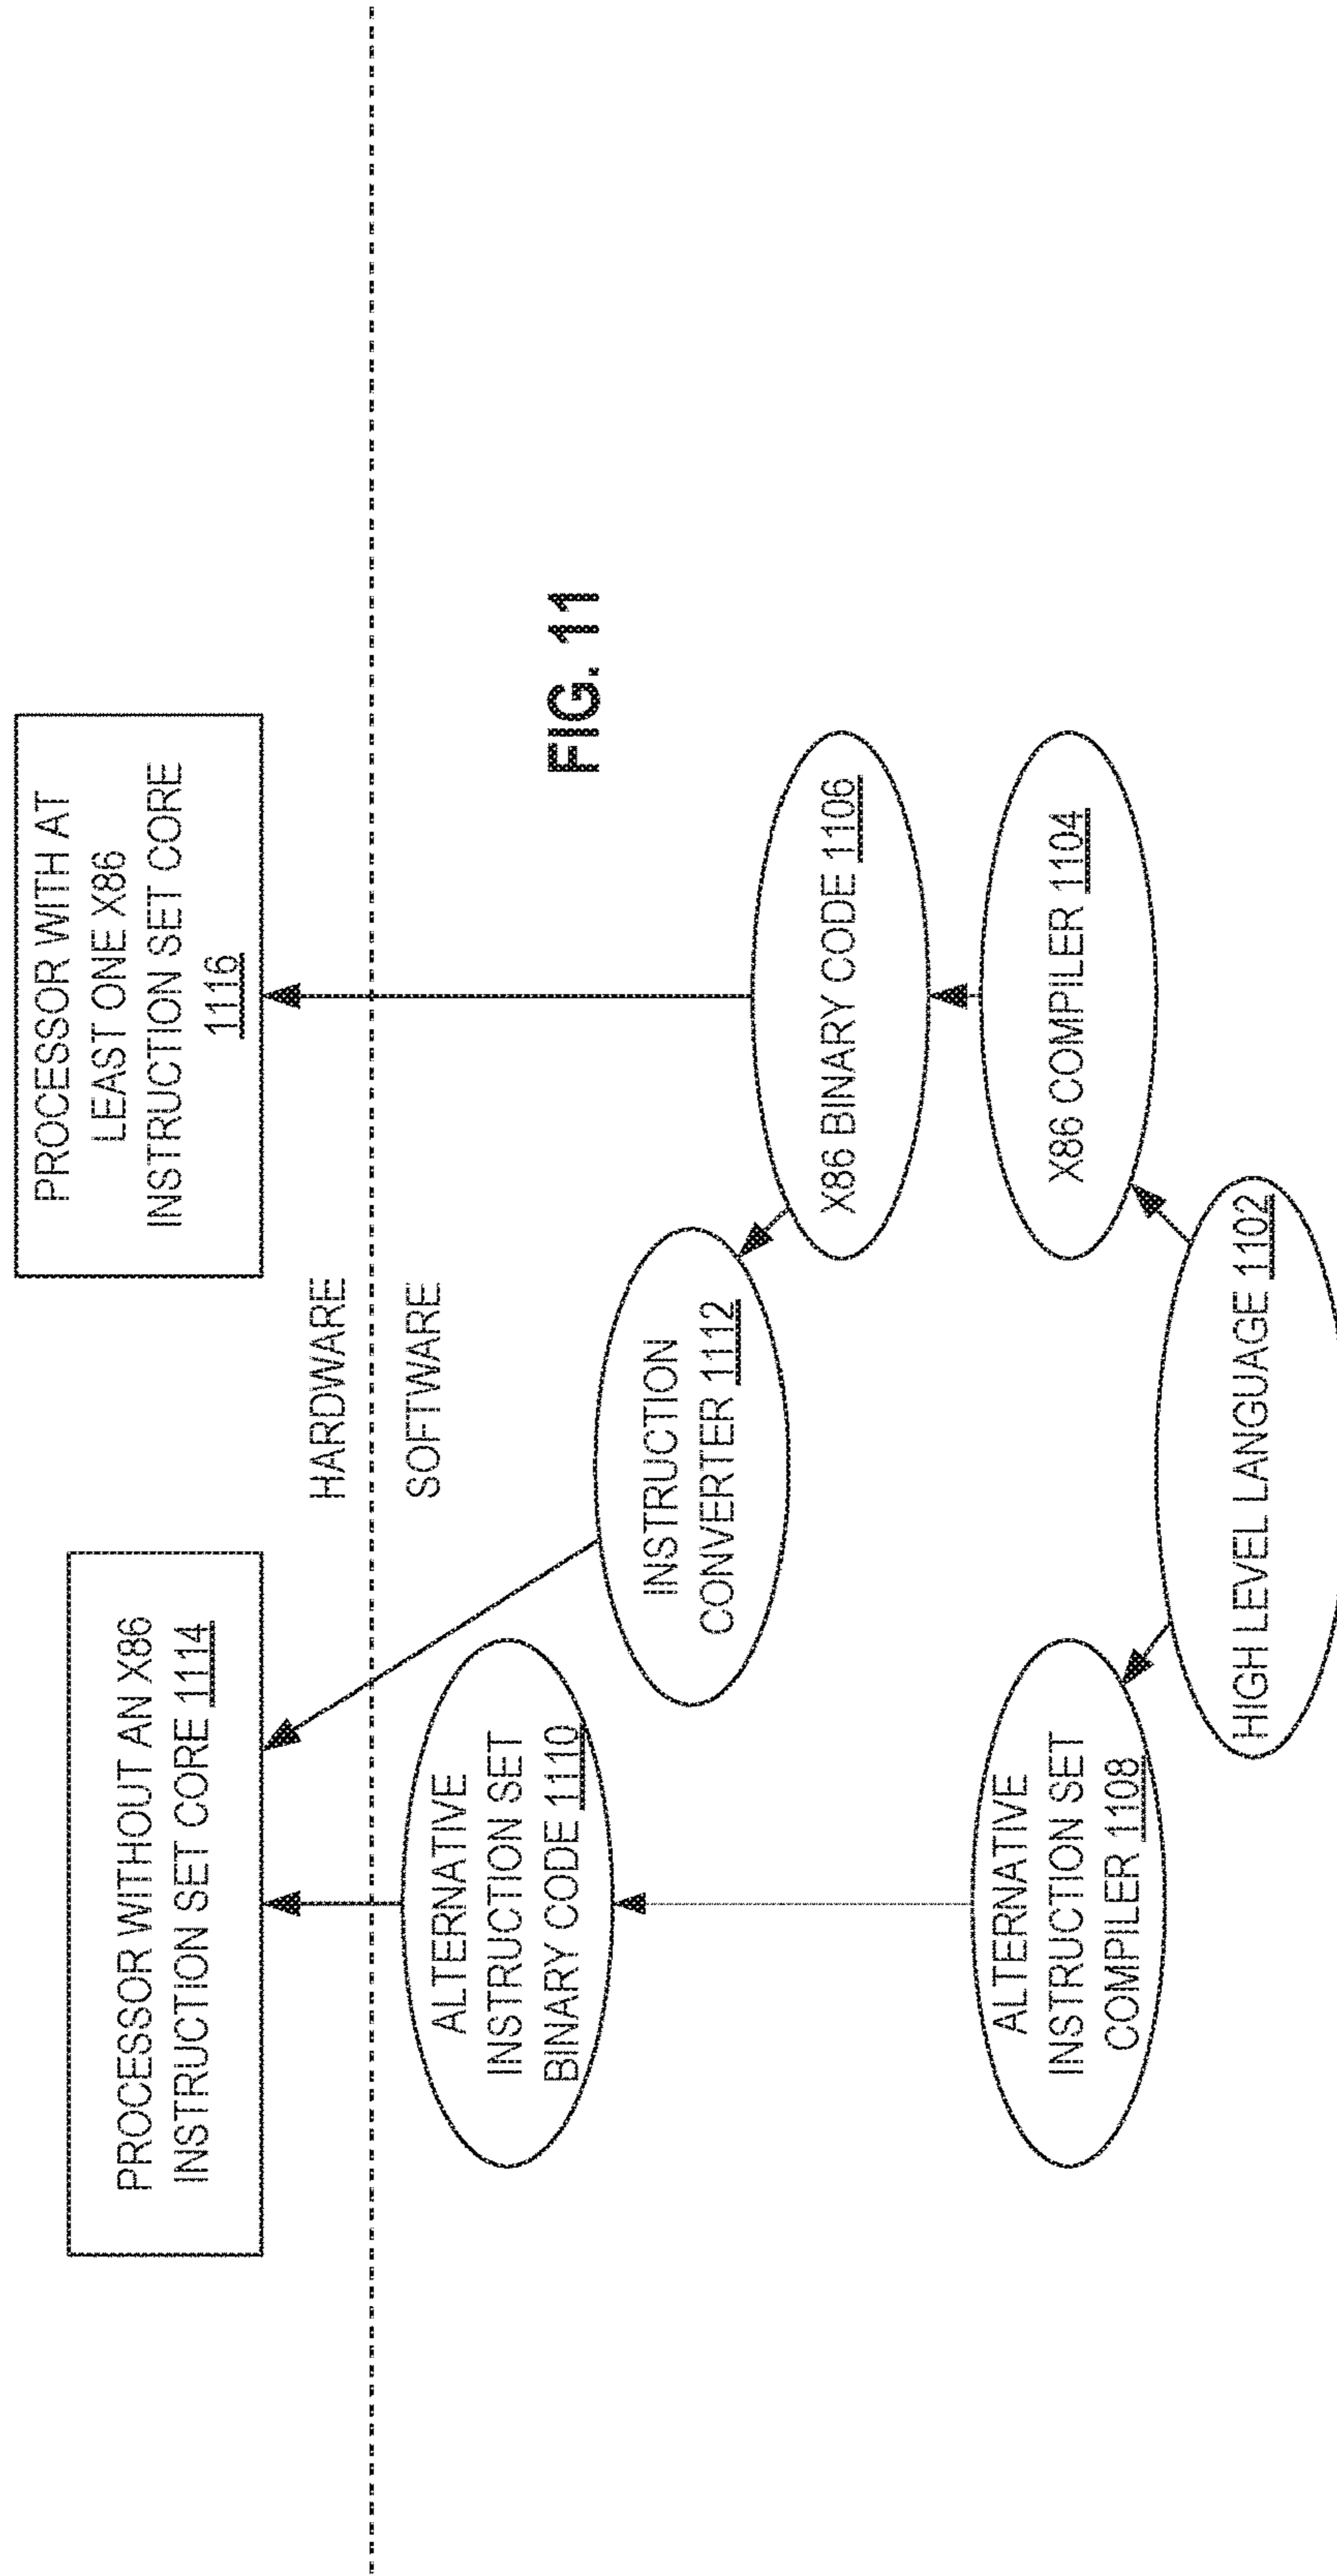 PROCESSOR WITHOUT AN X86
INSTRUCTION SET CORE 1114
PROCESSOR WITH AT
LEAST ONE X86
INSTRUCTION SET CORE
1116
HARDWARE
SOFTWARE
ALTERNATIVE
INSTRUCTION SET
BINARY CODE 1110
INSTRUCTION
CONVERTER 1112
FIG. 11
X86 BINARY CODE 1106
ALTERNATIVE
INSTRUCTION SET
COMPILER 1108
X86 COMPILER 1104
HIGH LEVEL LANGUAGE 1102